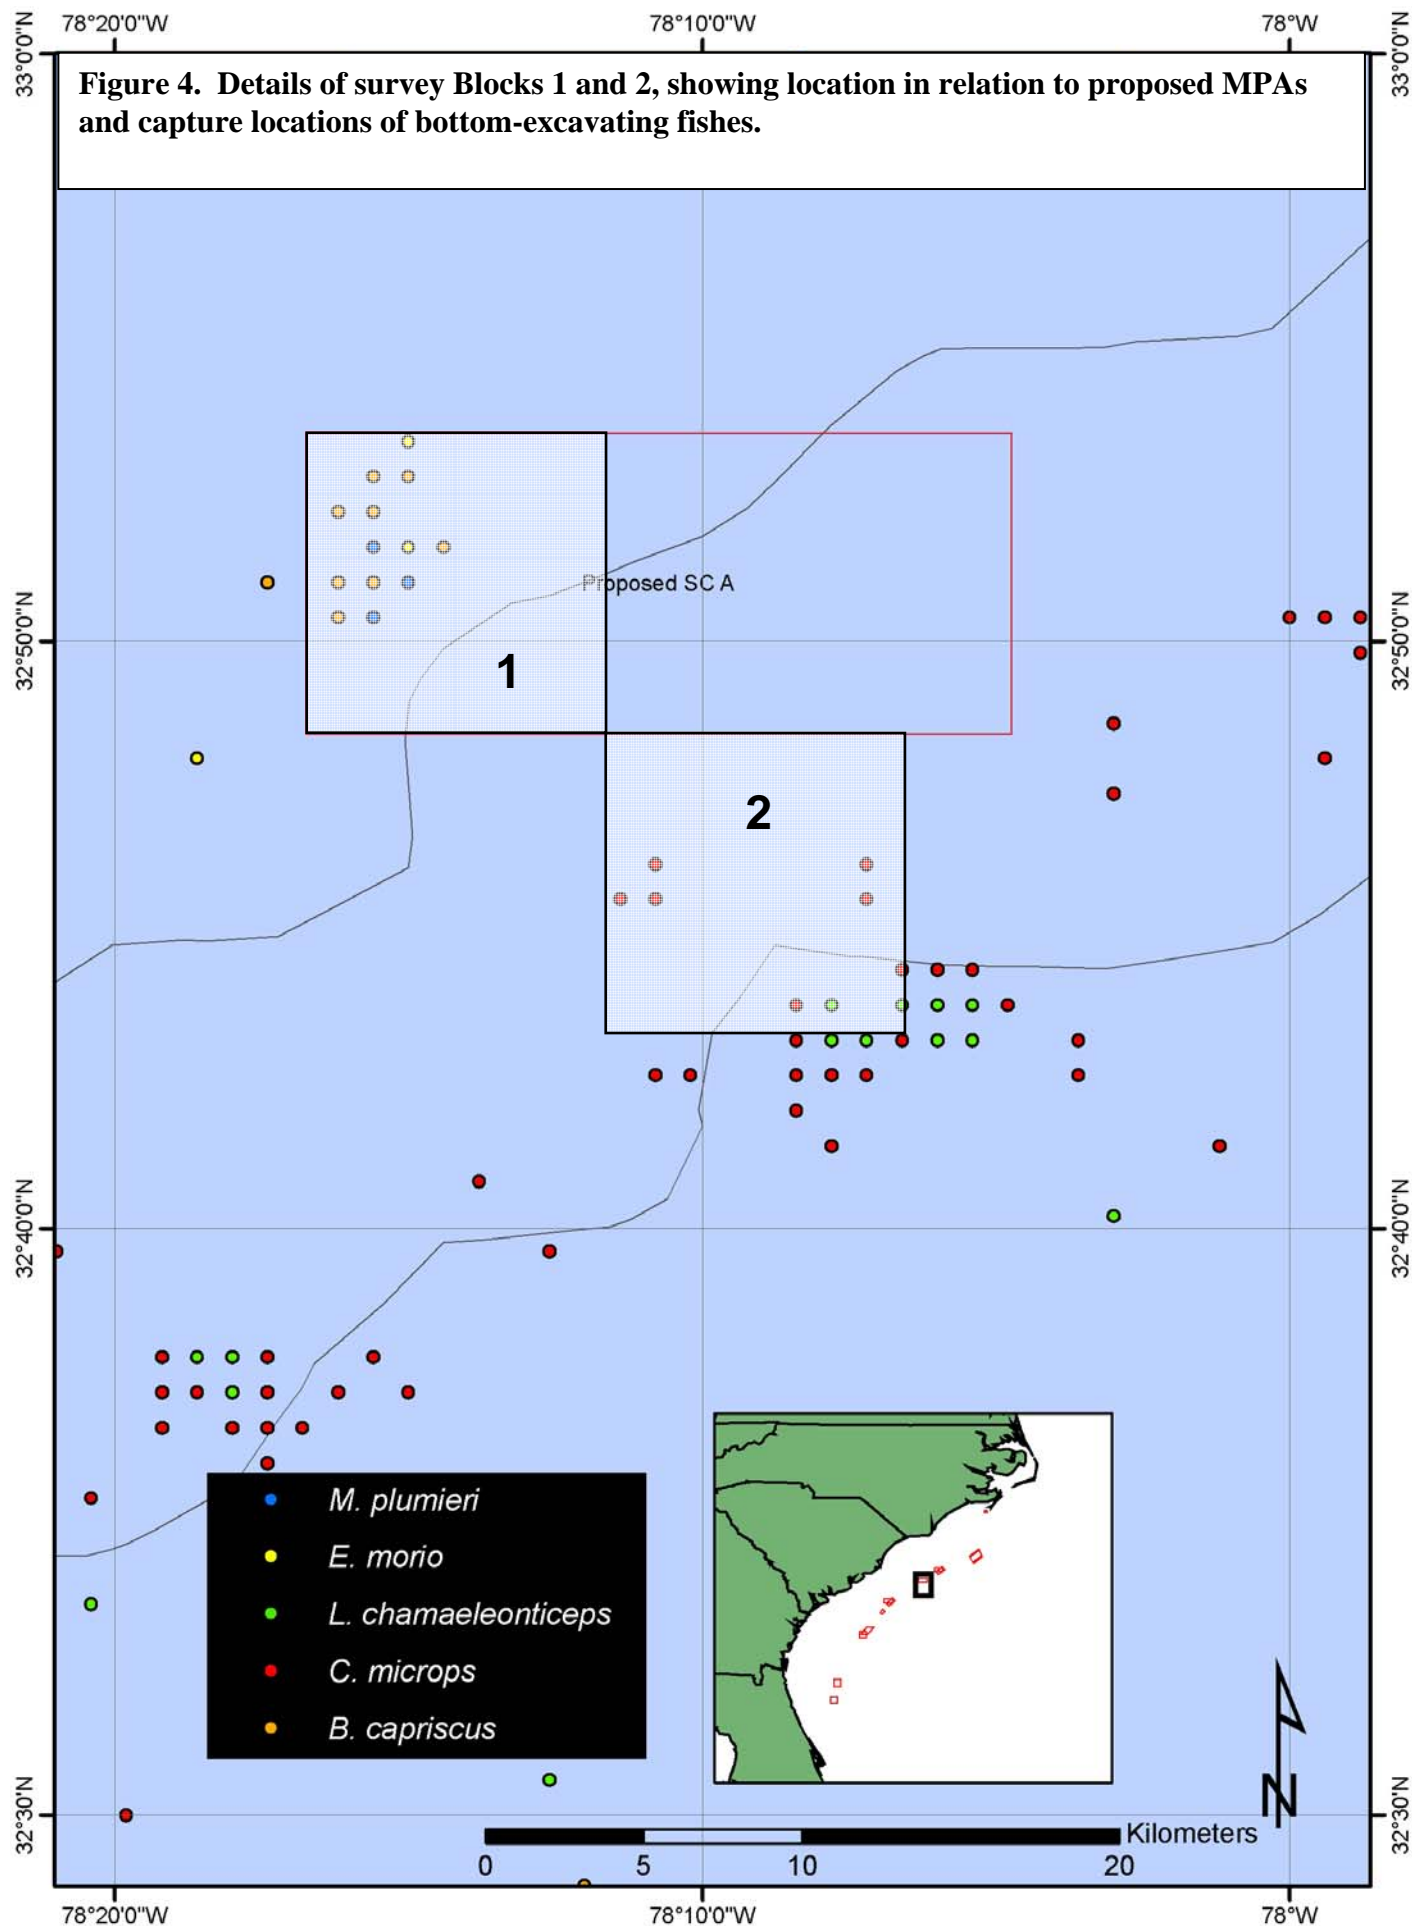 78°20'0"W 78°10'0"W 78°W
33°0'0"N 33°0'0"N
Figure 4. Details of survey Blocks 1 and 2, showing location in relation to proposed MPAs
and capture locations of bottom-excavating fishes.
Proposed SC A
32°50'0"N 32°50'0"N
1
2
32°40'0"N 32°40'0"N
M. plumieri
E. morio
L. chamaeleonticeps
C. microps
B. capriscus
N
32°30'N 32°30'N
Kilometers
0 5 10 20
78°20'0"W 78°10'0"W 78°W